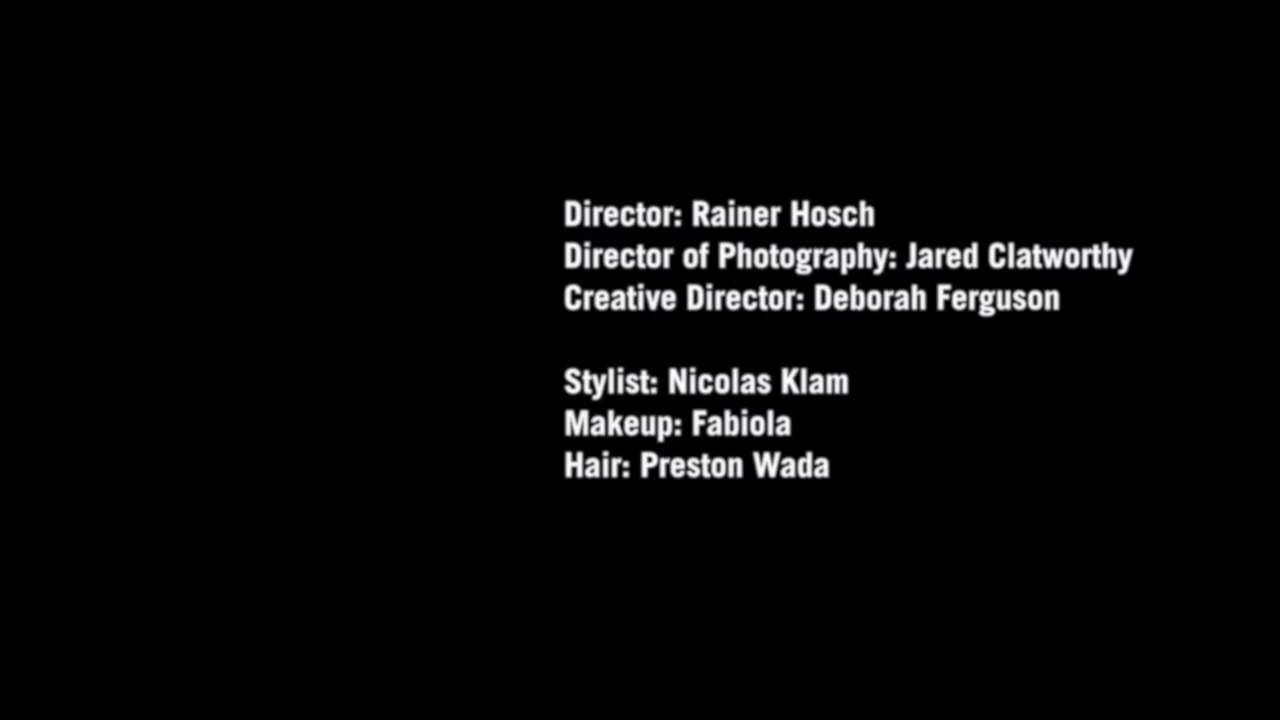 Director: Rainer Hosch
Director of Photography: Jared Clatworthy
Creative Director: Deborah Ferguson
Stylist: Nicolas Klam
Makeup: Fabiola
Hair: Preston Wada